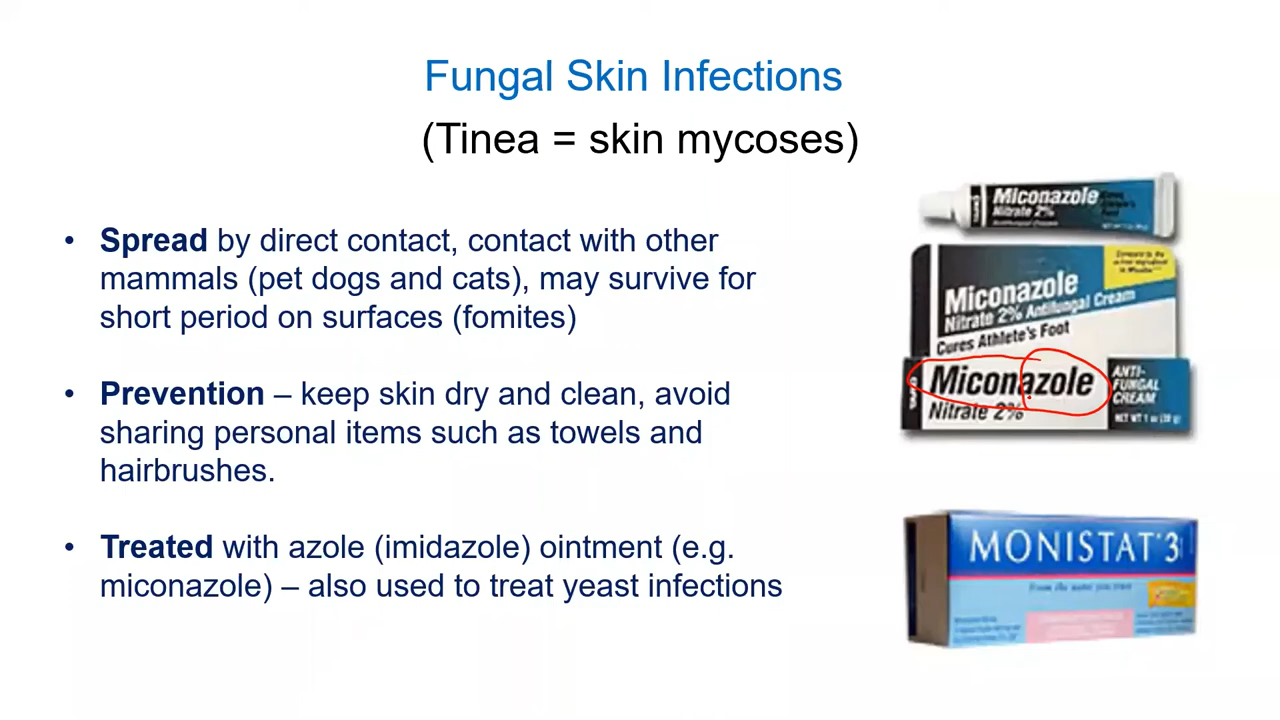 Fungal Skin Infections
(Tinea = skin mycoses)
• Spread by direct contact, contact with other
mammals (pet dogs and cats), may survive for
short period on surfaces (fomites)
• Prevention – keep skin dry and clean, avoid
sharing personal items such as towels and
hairbrushes.
• Treated with azole (imidazole) ointment (e.g.
miconazole) – also used to treat yeast infections
Miconazole
Nitrate 2%
Miconazole
Nitrate 2% Antifungal Cream
Cures Athlete's Foot
Miconazole
Nitrate 2%
ANTI-
FUNGAL
CREAM
NET WT 1 oz
MONISTAT 3